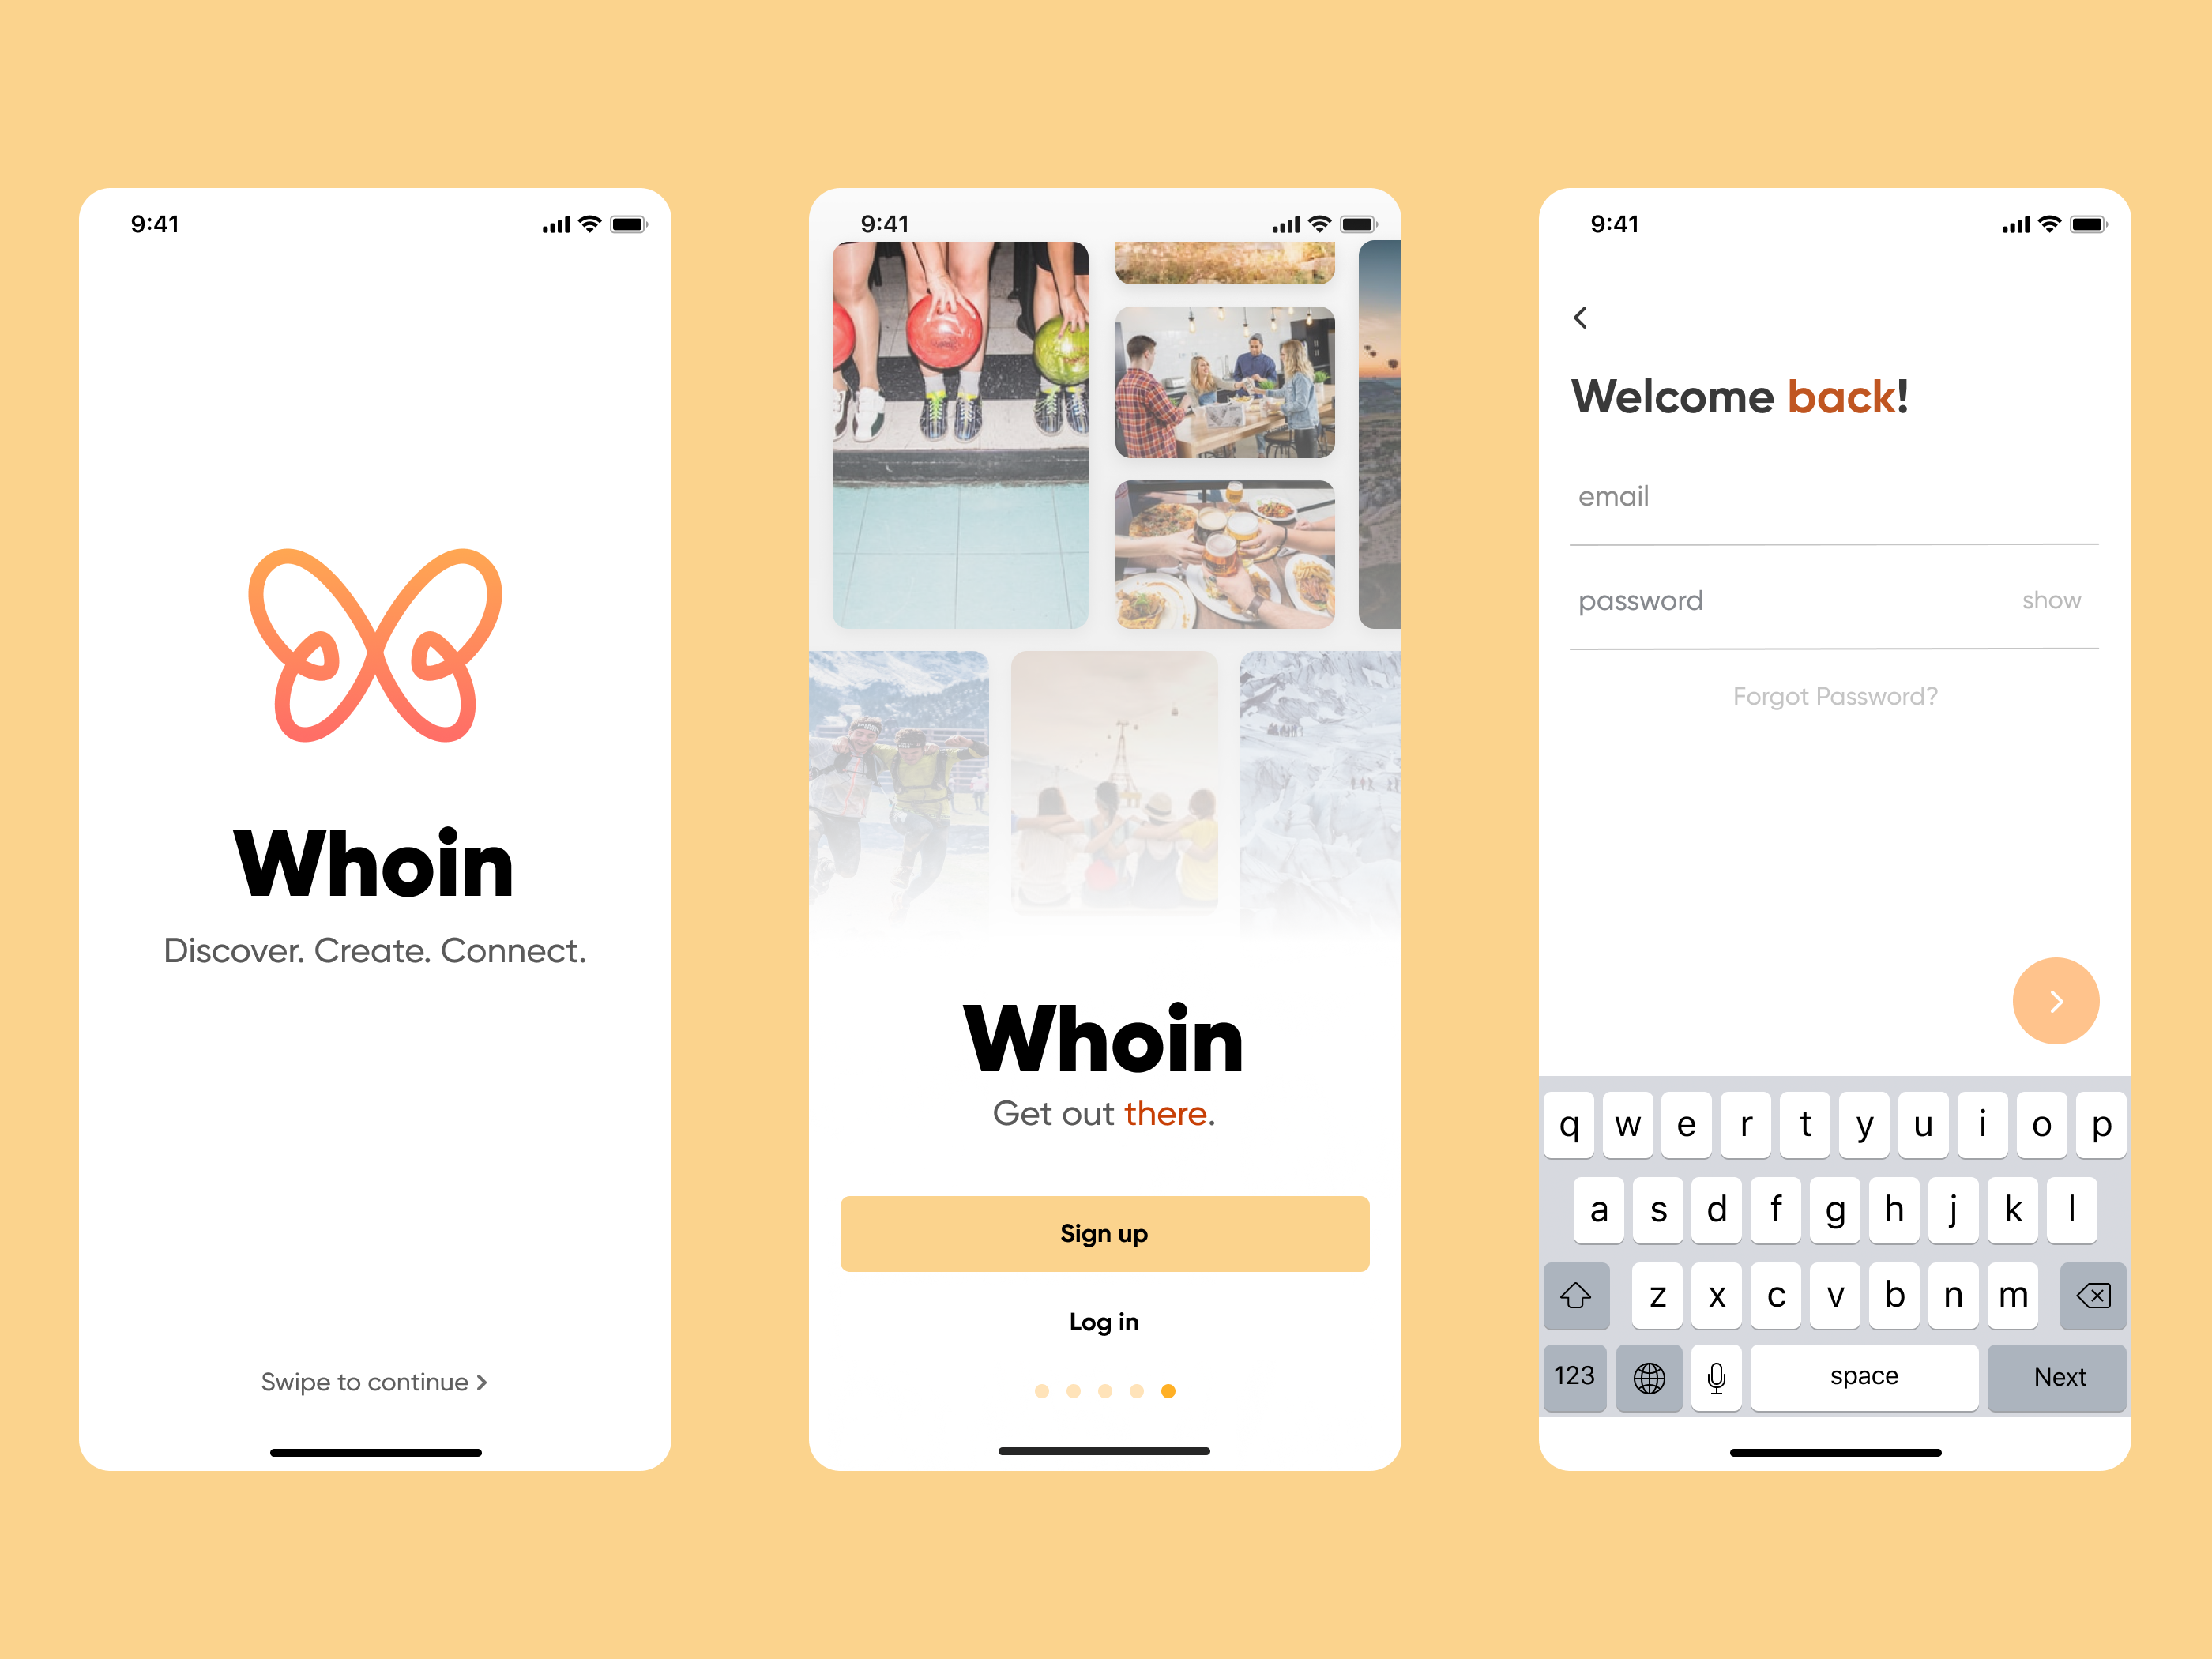 9:41
Whoin
Discover. Create. Connect.
Swipe to continue
9:41
Whoin
Get out there.
Sign up
Log in
9:41
Welcome back!
email
password show
Forgot Password?
q w e r t y u i o p
a s d f g h j k l
z x c v b n m
123 space Next